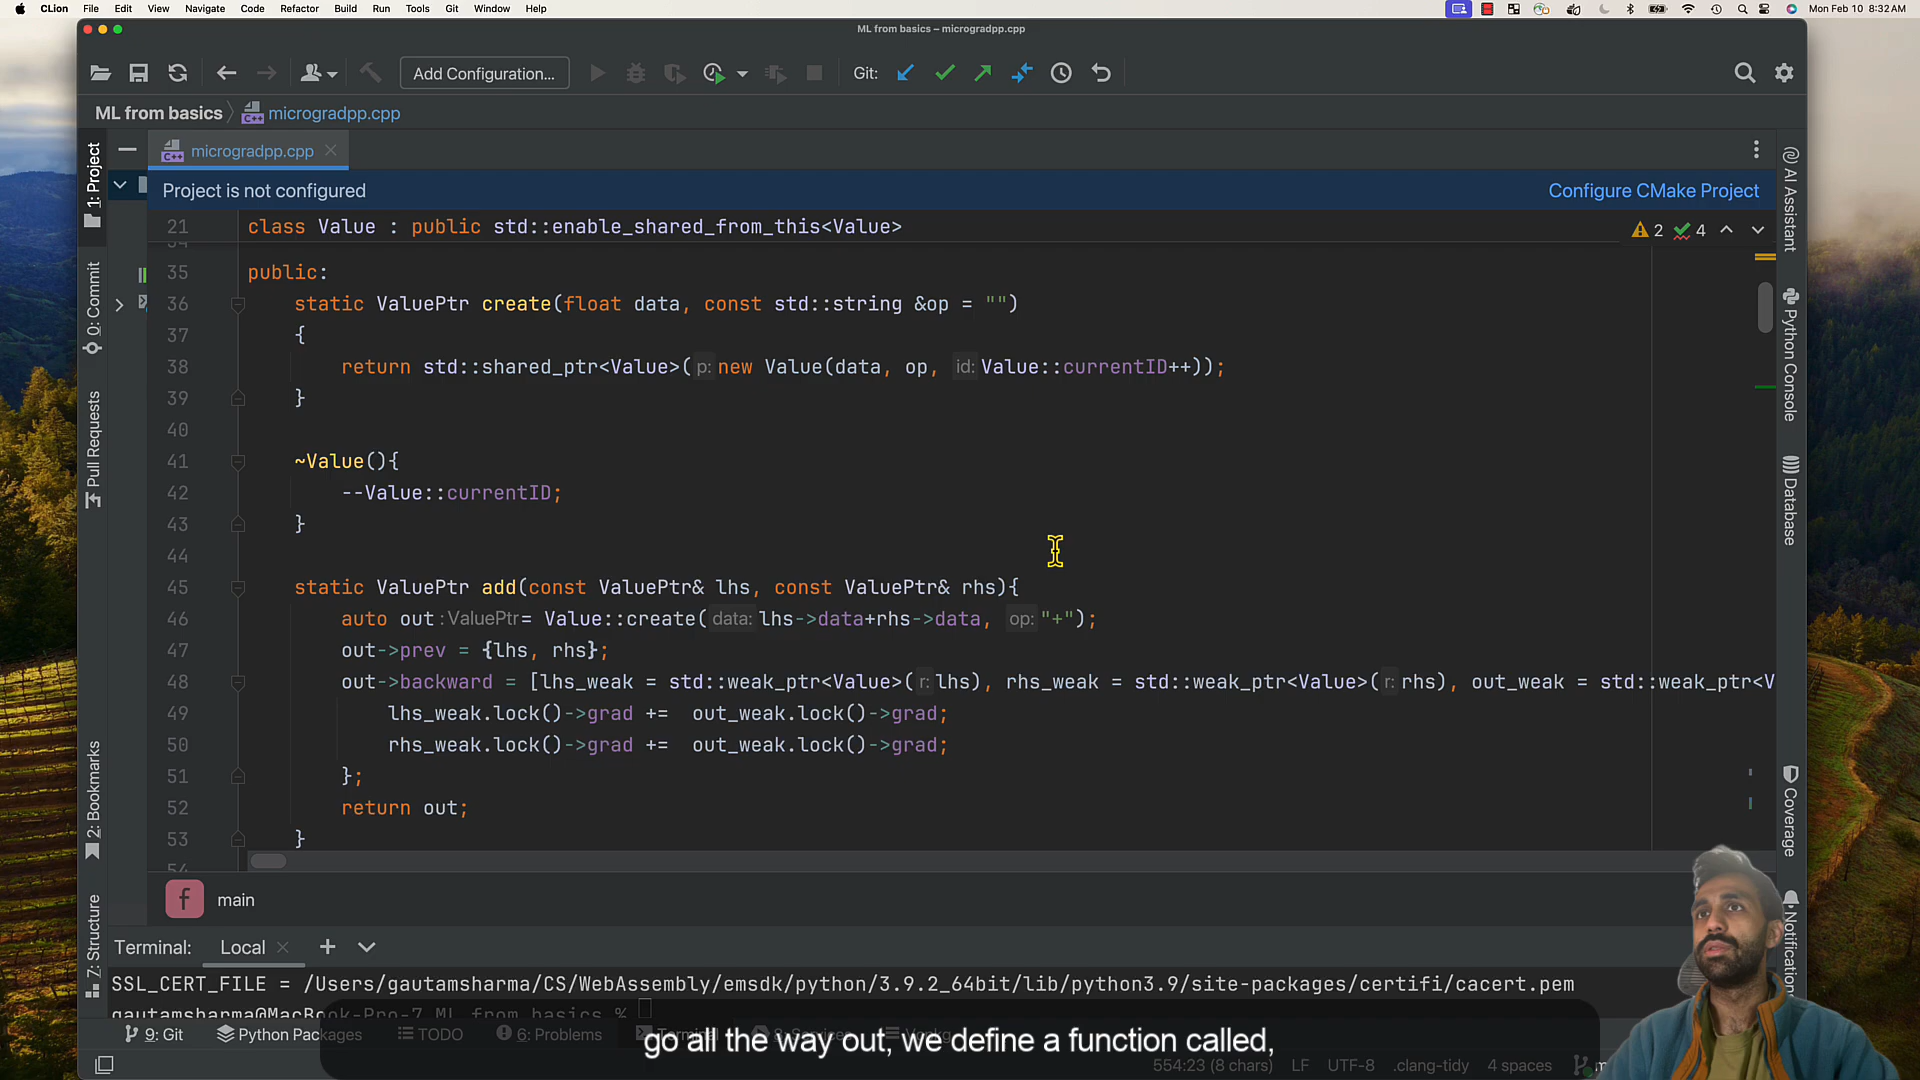 CLion File Edit View Navigate Code Refactor Build Run Tools Git Window Help Mon Feb 10 8:32 AM
ML from basics – microgradpp.cpp
Add Configuration... Git:
ML from basics microgradpp.cpp
1: Project
microgradpp.cpp
Project is not configured Configure CMake Project
21 class Value : public std::enable_shared_from_this<Value> 2 4
35 public:
36 static ValuePtr create(float data, const std::string &op = "")
37 {
38 return std::shared_ptr<Value>( p: new Value(data, op, id: Value::currentID++));
39 }
40
41 ~Value(){
42 --Value::currentID;
43 }
44
45 static ValuePtr add(const ValuePtr& lhs, const ValuePtr& rhs){
46 auto out :ValuePtr = Value::create( data: lhs->data+rhs->data, op: "+");
47 out->prev = {lhs, rhs};
48 out->backward = [lhs_weak = std::weak_ptr<Value>( r: lhs), rhs_weak = std::weak_ptr<Value>( r: rhs), out_weak = std::weak_ptr<V
49 lhs_weak.lock()->grad += out_weak.lock()->grad;
50 rhs_weak.lock()->grad += out_weak.lock()->grad;
51 };
52 return out;
53 }
54
0: Commit
Pull Requests
2: Bookmarks
7: Structure
AI Assistant
Python Console
Database
Coverage
Notification
f main
Terminal: Local
SSL_CERT_FILE = /Users/gautamsharma/CS/WebAssembly/emsdk/python/3.9.2_64bit/lib/python3.9/site-packages/certifi/cacert.pem
gautamsharma@MacBook-Pro-7 ML from basics %
9: Git Python Packages TODO 6: Problems Terminal
go all the way out, we define a function called,
554:23 (8 chars) LF UTF-8 .clang-tidy 4 spaces